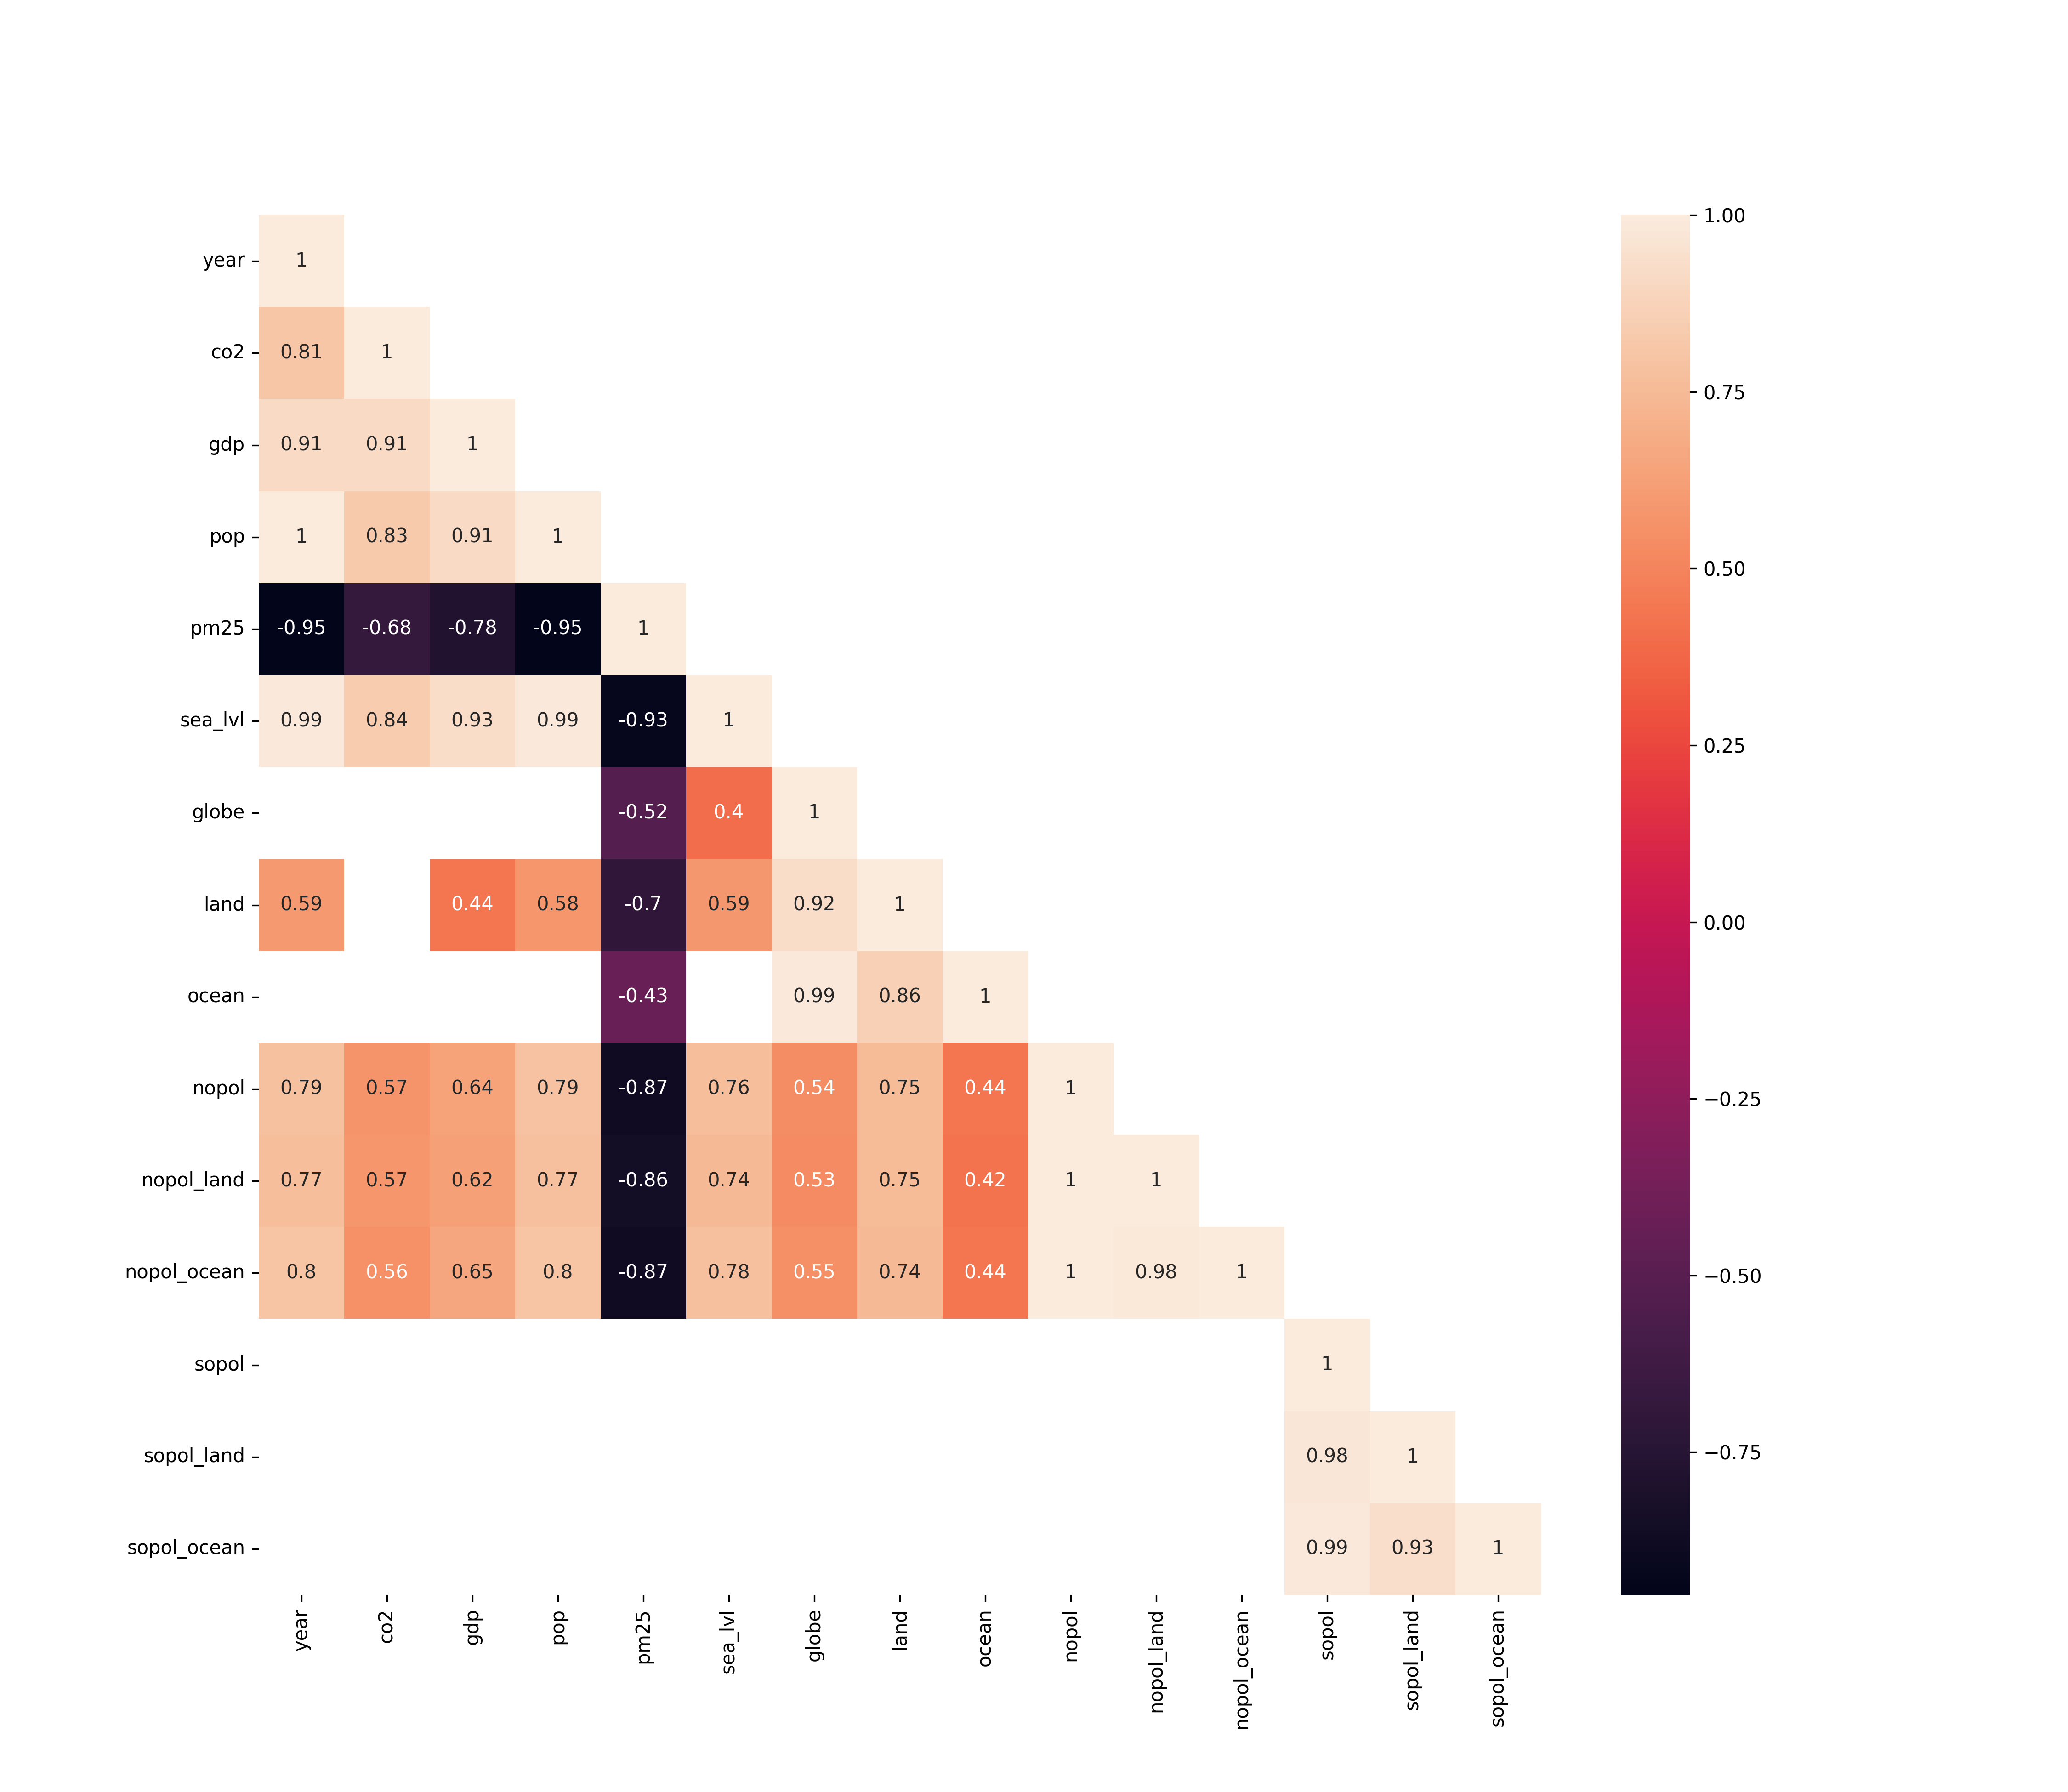 year 1
co2 0.81 1
gdp 0.91 0.91 1
pop 1 0.83 0.91 1
pm25 -0.95 -0.68 -0.78 -0.95 1
sea_lvl 0.99 0.84 0.93 0.99 -0.93 1
globe -0.52 0.4 1
land 0.59 0.44 0.58 -0.7 0.59 0.92 1
ocean -0.43 0.99 0.86 1
nopol 0.79 0.57 0.64 0.79 -0.87 0.76 0.54 0.75 0.44 1
nopol_land 0.77 0.57 0.62 0.77 -0.86 0.74 0.53 0.75 0.42 1 1
nopol_ocean 0.8 0.56 0.65 0.8 -0.87 0.78 0.55 0.74 0.44 1 0.98 1
sopol 1
sopol_land 0.98 1
sopol_ocean 0.99 0.93 1
year co2 gdp pop pm25 sea_lvl globe land ocean nopol nopol_land nopol_ocean sopol sopol_land sopol_ocean
1.00
0.75
0.50
0.25
0.00
−0.25
−0.50
−0.75